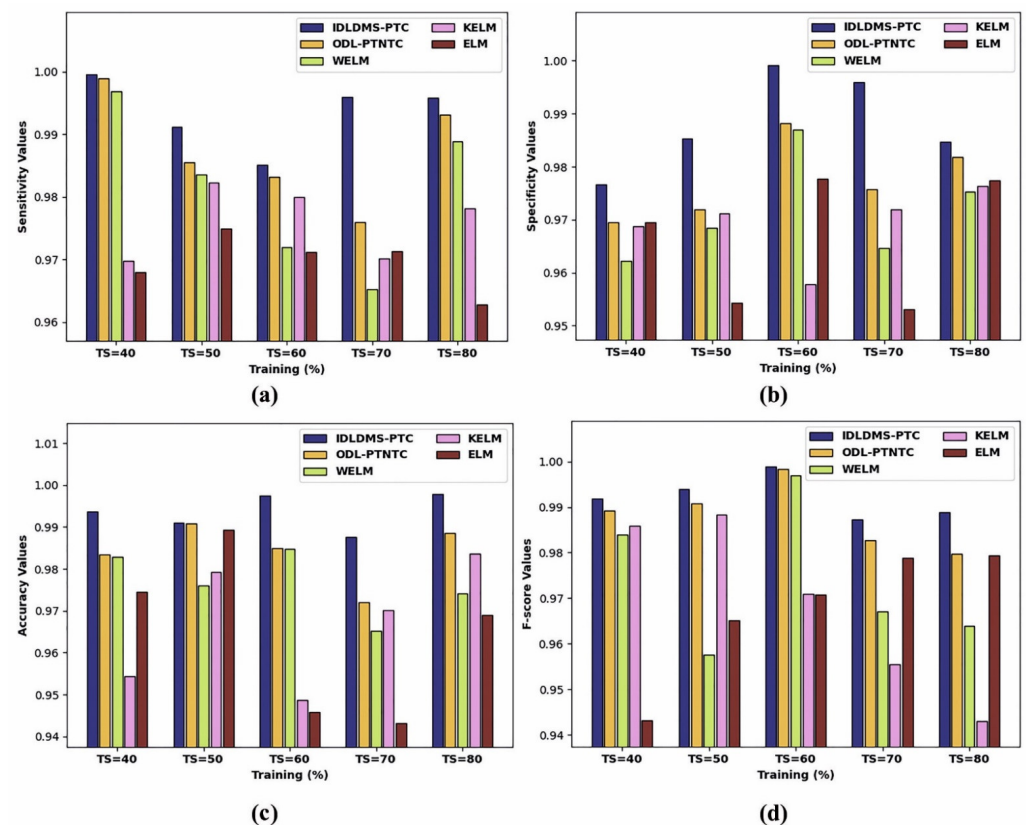 IDLDMS-PTC KELM
ODL-PTNTC ELM
WELM
Sensitivity Values
1.00
0.99
0.98
0.97
0.96
TS=40 TS=50 TS=60 TS=70 TS=80
Training (%)
(a)
IDLDMS-PTC KELM
ODL-PTNTC ELM
WELM
Specificity Values
1.00
0.99
0.98
0.97
0.96
0.95
TS=40 TS=50 TS=60 TS=70 TS=80
Training (%)
(b)
IDLDMS-PTC KELM
ODL-PTNTC ELM
WELM
Accuracy Values
1.01
1.00
0.99
0.98
0.97
0.96
0.95
0.94
TS=40 TS=50 TS=60 TS=70 TS=80
Training (%)
(c)
IDLDMS-PTC KELM
ODL-PTNTC ELM
WELM
F-score Values
1.00
0.99
0.98
0.97
0.96
0.95
0.94
TS=40 TS=50 TS=60 TS=70 TS=80
Training (%)
(d)